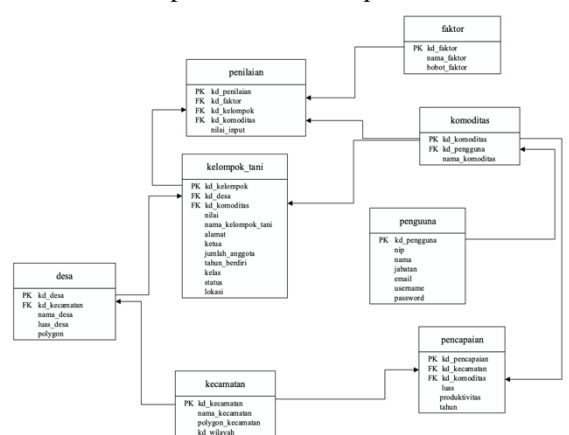 faktor
PK kd_faktor
nama_faktor
bobot_faktor
penilaian
PK kd_penilaian
FK kd_faktor
FK kd_kelompok
FK kd_komoditas
nilai_input
komoditas
PK kd_komoditas
FK kd_pengguna
nama_komoditas
kelompok_tani
PK kd_kelompok
FK kd_desa
FK kd_komoditas
nilai
nama_kelompok_tani
alamat
ketua
jumlah_anggota
tahun_berdiri
kelas
status
lokasi
penguuna
PK kd_pengguna
nip
nama
jabatan
email
username
password
desa
PK kd_desa
FK kd_kecamatan
nama_desa
luas_desa
polygon
pencapaian
PK kd_pencapaian
FK kd_kecamatan
FK kd_komoditas
luas
produktivitas
tahun
kecamatan
PK kd_kecamatan
nama_kecamatan
polygon_kecamatan
kd_wilayah